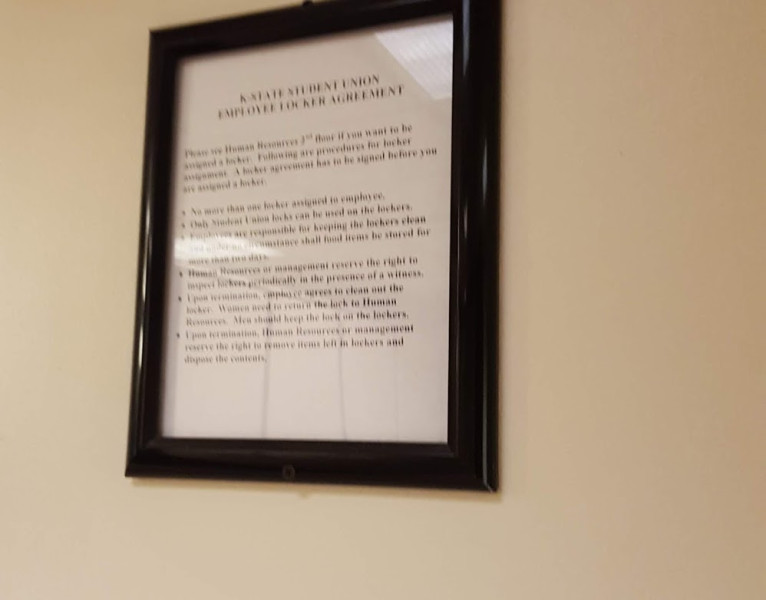 K-STATE STUDENT UNION
EMPLOYEE LOCKER AGREEMENT
Please see Human Resources 3rd floor if you want to be
assigned a locker. Following are procedures for locker
assignment. A locker agreement has to be signed before you
are assigned a locker.
• No more than one locker assigned to employee.
• Only Student Union locks can be used on the lockers.
• Employees are responsible for keeping the lockers clean
and under no circumstance shall food items be stored for
more than two days.
• Human Resources or management reserve the right to
inspect lockers periodically in the presence of a witness.
• Upon termination, employee agrees to clean out the
locker. Women need to return the lock to Human
Resources. Men should keep the lock on the lockers.
• Upon termination, Human Resources or management
reserve the right to remove items left in lockers and
dispose the contents.